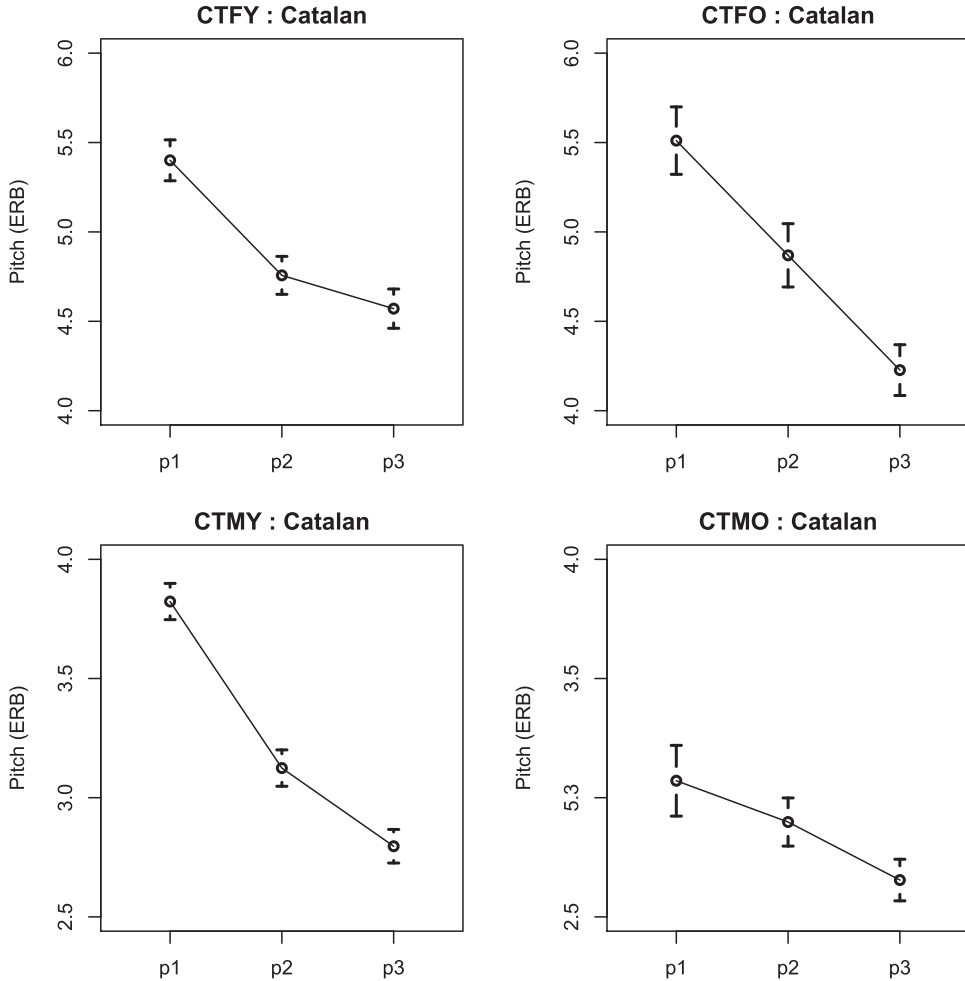 CTFY : Catalan
Pitch (ERB)
6.0
5.5
5.0
4.5
4.0
p1 p2 p3
CTFO : Catalan
Pitch (ERB)
6.0
5.5
5.0
4.5
4.0
p1 p2 p3
CTMY : Catalan
Pitch (ERB)
4.0
3.5
3.0
2.5
p1 p2 p3
CTMO : Catalan
Pitch (ERB)
4.0
3.5
5.3
2.5
p1 p2 p3